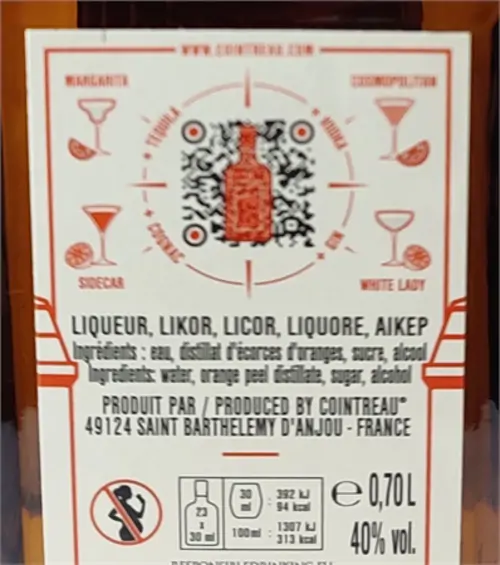 WWW.COINTREAU.COM
MARGARITA
COSMOPOLITAN
+ TEQUILA
+ VODKA
+ COGNAC
+ GIN
SIDECAR
WHITE LADY
LIQUEUR, LIKOR, LICOR, LIQUORE, ΛΙΚΕΡ
Ingrédients : eau, distillat d'écorces d'oranges, sucre, alcool
Ingredients: water, orange peel distillate, sugar, alcohol
PRODUIT PAR / PRODUCED BY COINTREAU®
49124 SAINT BARTHELEMY D'ANJOU - FRANCE
23 x 30 ml
30 ml : 392 kJ 94 kcal
100ml : 1307 kJ 313 kcal
℮ 0,70L
40% vol.
RESPONSIBLEDRINKING.EU